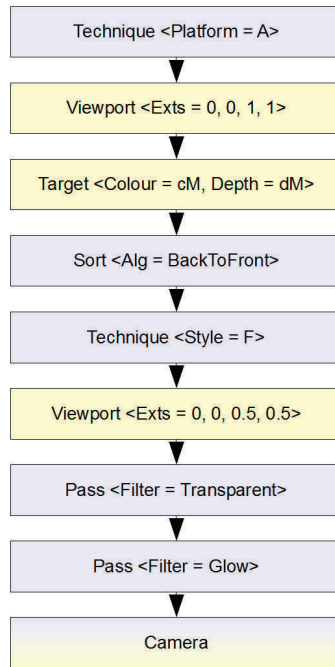 Technique <Platform = A>
Viewport <Exts = 0, 0, 1, 1>
Target <Colour = cM, Depth = dM>
Sort <Alg = BackToFront>
Technique <Style = F>
Viewport <Exts = 0, 0, 0.5, 0.5>
Pass <Filter = Transparent>
Pass <Filter = Glow>
Camera